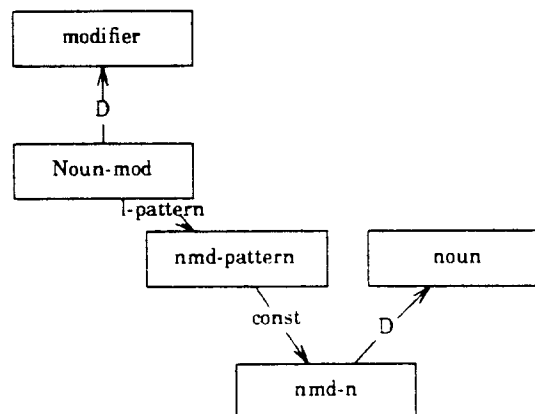 modifier
D
Noun-mod
l-pattern
nmd-pattern
noun
const
D
nmd-n